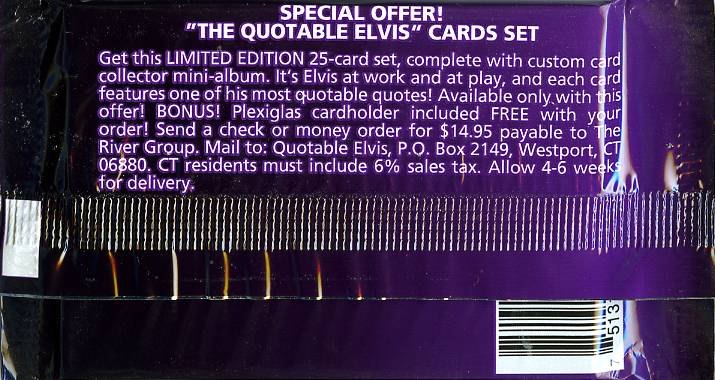 SPECIAL OFFER!
"THE QUOTABLE ELVIS" CARDS SET
Get this LIMITED EDITION 25-card set, complete with custom card
collector mini-album. It's Elvis at work and at play, and each card
features one of his most quotable quotes! Available only with this
offer! BONUS! Plexiglas cardholder included FREE with your
order! Send a check or money order for $14.95 payable to The
River Group. Mail to: Quotable Elvis, P.O. Box 2149, Westport, CT
06880. CT residents must include 6% sales tax. Allow 4-6 weeks
for delivery.
7 513